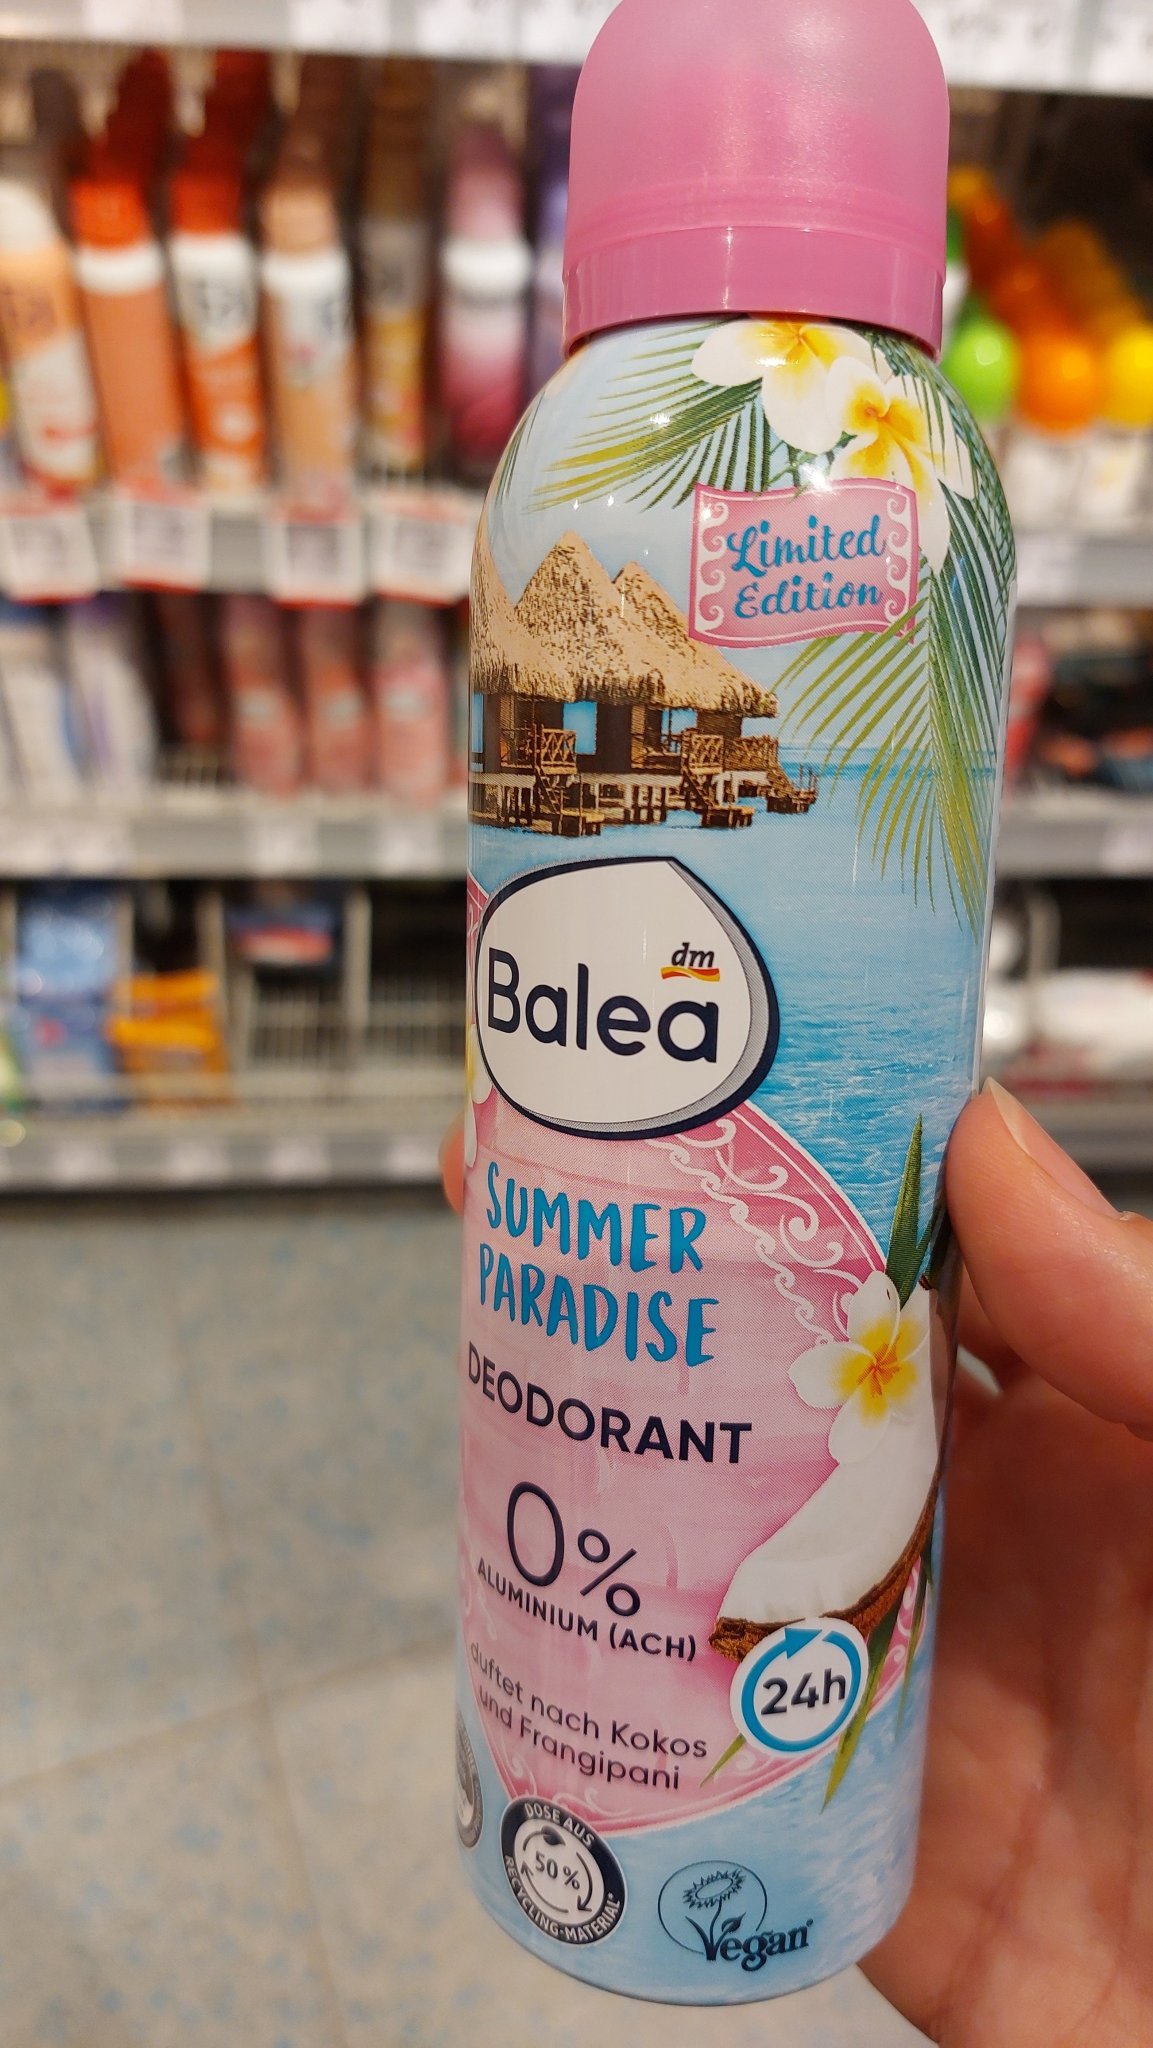 Limited
Edition
dm
Balea
SUMMER
PARADISE
DEODORANT
0%
ALUMINIUM (ACH)
duftet nach Kokos
und Frangipani
24h
DOSE AUS
50%
RECYCLING-MATERIAL*
Vegan